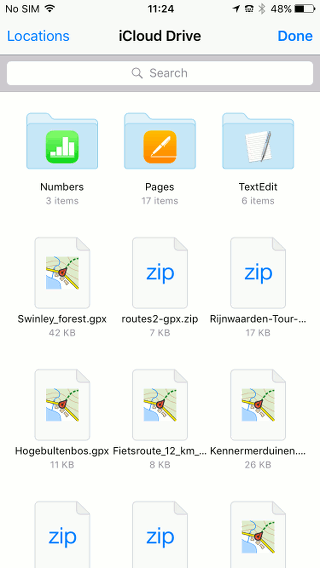 No SIM 11:24 48%
Locations iCloud Drive Done
Search
Numbers Pages TextEdit
3 items 17 items 6 items
zip zip
Swinley_forest.gpx routes2-gpx.zip Rijnwaarden-Tour-...
42 KB 7 KB 17 KB
Hogebultenbos.gpx Fietsroute_12_km_... Kennermerduinen....
11 KB 8 KB 26 KB
zip zip